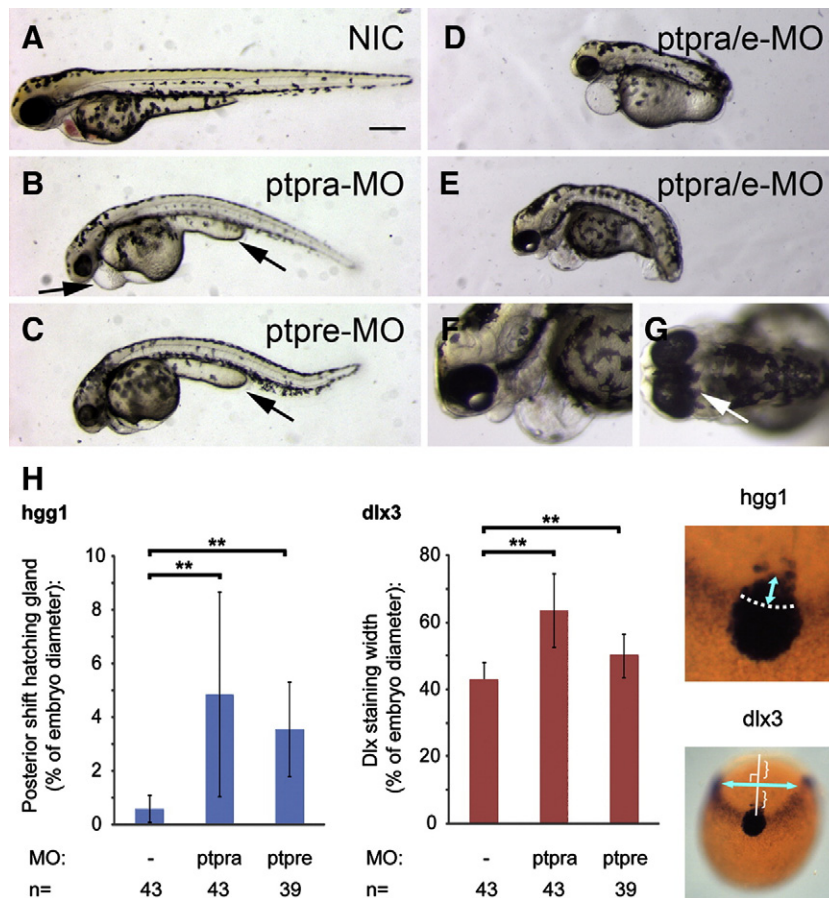 A NIC
B ptpra-MO
C ptpre-MO
D ptpra/e-MO
E ptpra/e-MO
F
G
H
hgg1
Posterior shift hatching gland
(% of embryo diameter):
10
8
6
4
2
0
**
**
MO: - ptpra ptpre
n= 43 43 39
dlx3
Dlx staining width
(% of embryo diameter):
80
60
40
20
0
**
**
MO: - ptpra ptpre
n= 43 43 39
hgg1
dlx3